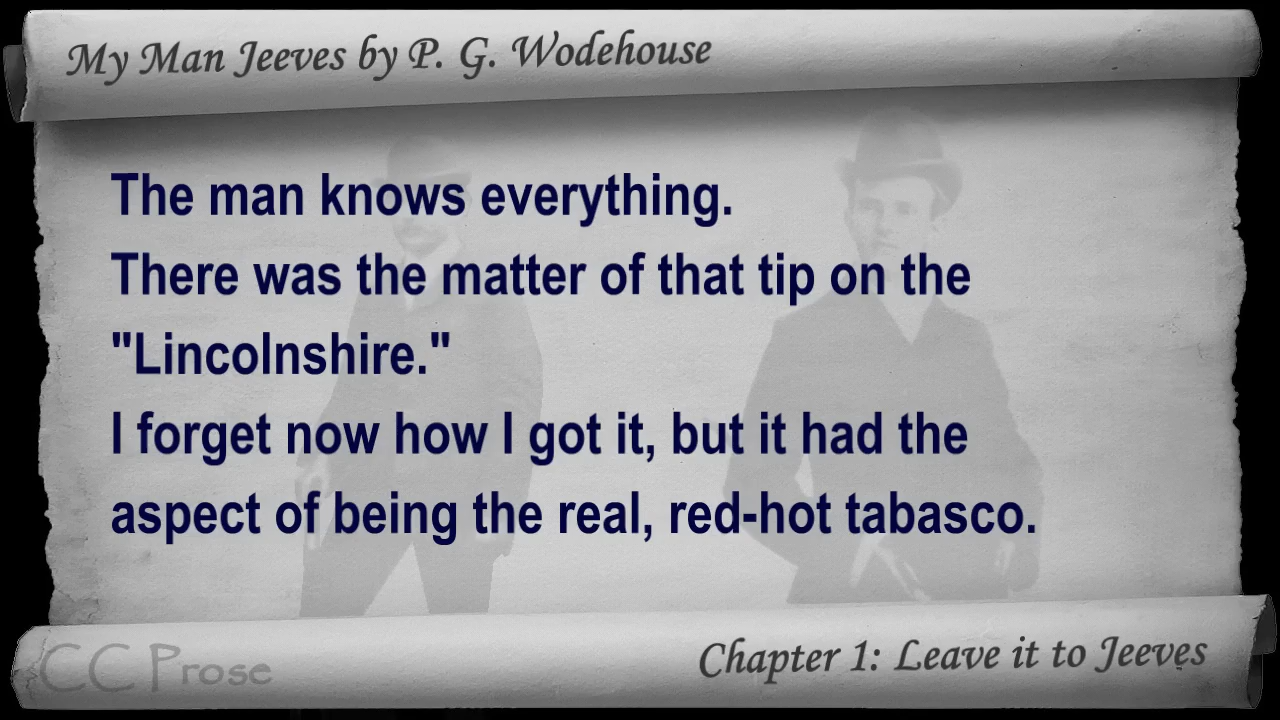 My Man Jeeves by P. G. Wodehouse
The man knows everything.
There was the matter of that tip on the
"Lincolnshire."
I forget now how I got it, but it had the
aspect of being the real, red-hot tabasco.
CC Prose
Chapter 1: Leave it to Jeeves